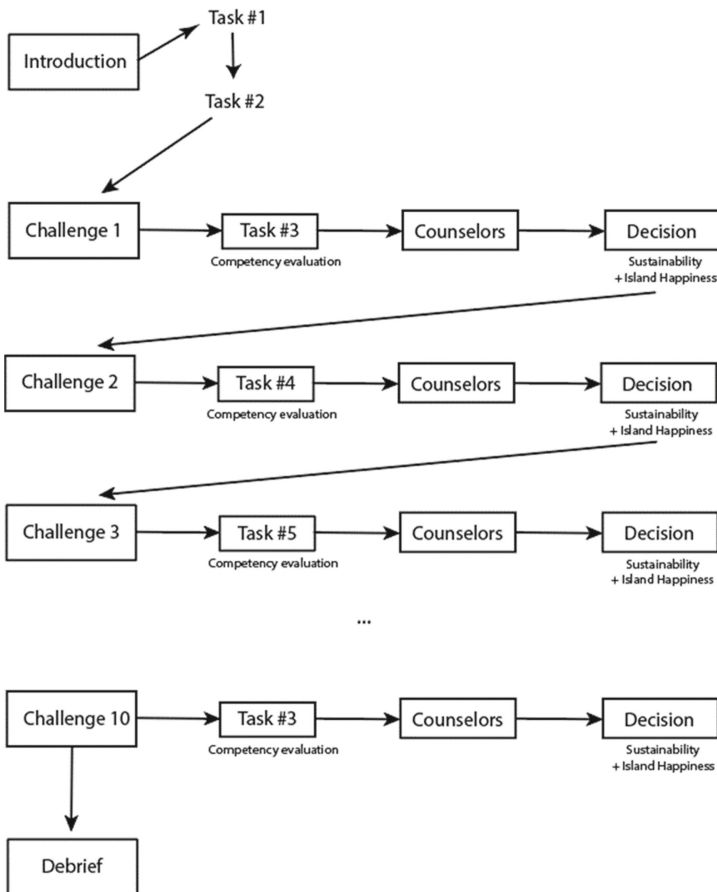 Task #1
Introduction
Task #2
Challenge 1
Task #3
Counselors
Decision
Competency evaluation
Sustainability
+ Island Happiness
Challenge 2
Task #4
Counselors
Decision
Competency evaluation
Sustainability
+ Island Happiness
Challenge 3
Task #5
Counselors
Decision
Competency evaluation
Sustainability
+ Island Happiness
...
Challenge 10
Task #3
Counselors
Decision
Competency evaluation
Sustainability
+ Island Happiness
Debrief